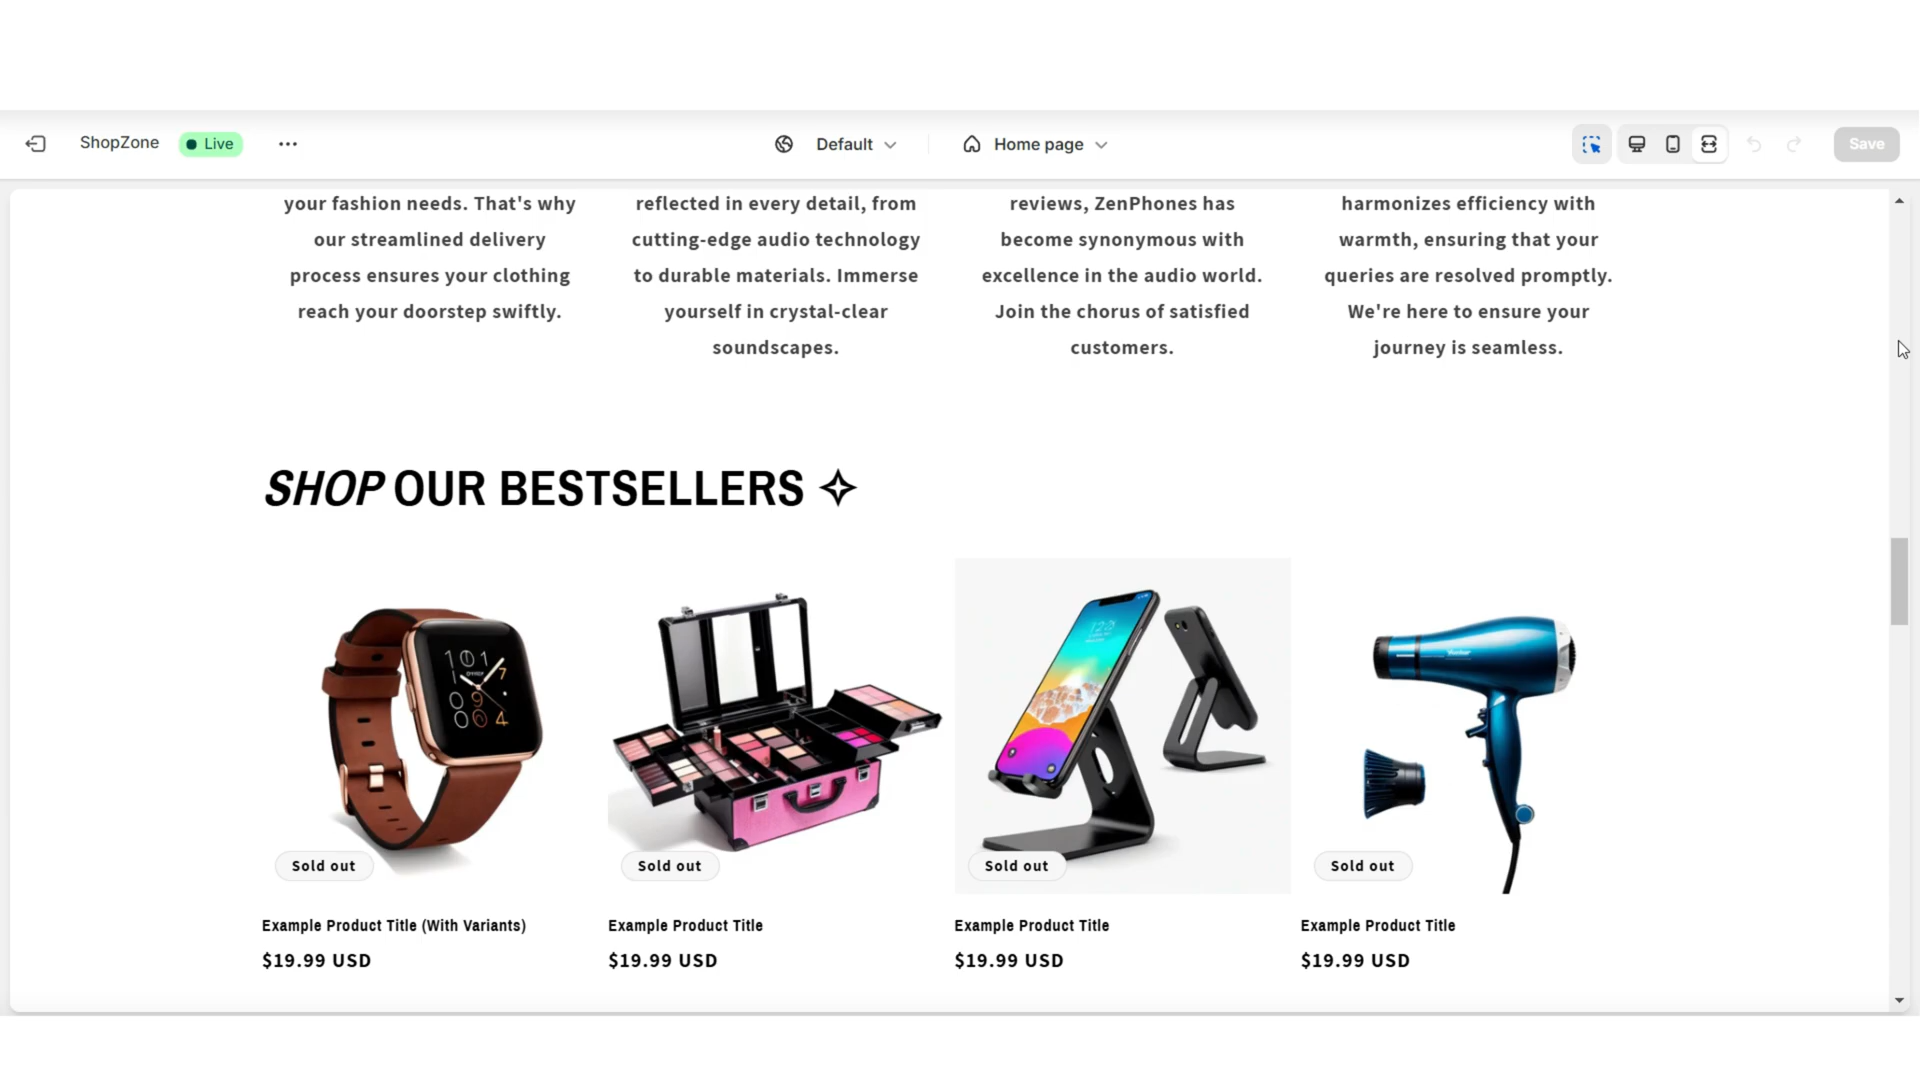 ShopZone
Live
Default
Home page
Save
your fashion needs. That's why
our streamlined delivery
process ensures your clothing
reach your doorstep swiftly.
reflected in every detail, from
cutting-edge audio technology
to durable materials. Immerse
yourself in crystal-clear
soundscapes.
reviews, ZenPhones has
become synonymous with
excellence in the audio world.
Join the chorus of satisfied
customers.
harmonizes efficiency with
warmth, ensuring that your
queries are resolved promptly.
We're here to ensure your
journey is seamless.
SHOP OUR BESTSELLERS ✧
Sold out
Example Product Title (With Variants)
$19.99 USD
Sold out
Example Product Title
$19.99 USD
Sold out
Example Product Title
$19.99 USD
Sold out
Example Product Title
$19.99 USD